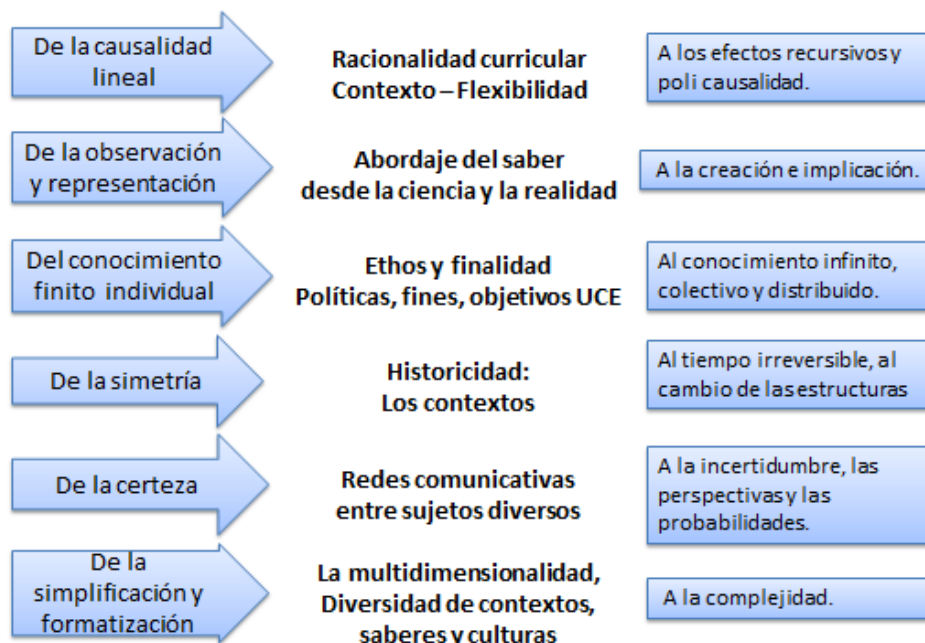 De la causalidad
lineal
Racionalidad curricular
Contexto – Flexibilidad
A los efectos recursivos y
poli causalidad.
De la observación
y representación
Abordaje del saber
desde la ciencia y la realidad
A la creación e implicación.
Del conocimiento
finito individual
Ethos y finalidad
Políticas, fines, objetivos UCE
Al conocimiento infinito,
colectivo y distribuido.
De la simetría
Historicidad:
Los contextos
Al tiempo irreversible, al
cambio de las estructuras
De la certeza
Redes comunicativas
entre sujetos diversos
A la incertidumbre, las
perspectivas y las
probabilidades.
De la
simplificación y
formatización
La multidimensionalidad,
Diversidad de contextos,
saberes y culturas
A la complejidad.